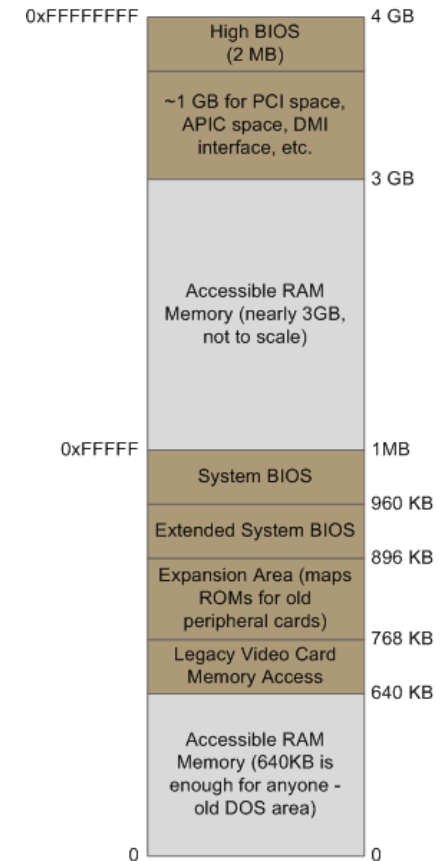 0xFFFFFFFF
4 GB
High BIOS
(2 MB)
~1 GB for PCI space,
APIC space, DMI
interface, etc.
3 GB
Accessible RAM
Memory (nearly 3GB,
not to scale)
0xFFFFF
1MB
System BIOS
960 KB
Extended System BIOS
896 KB
Expansion Area (maps
ROMs for old
peripheral cards)
768 KB
Legacy Video Card
Memory Access
640 KB
Accessible RAM
Memory (640KB is
enough for anyone -
old DOS area)
0
0